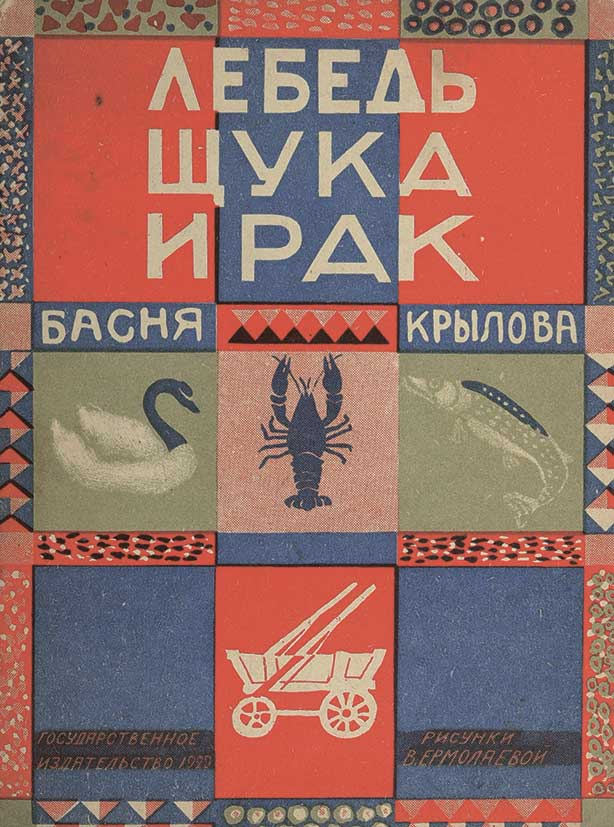 ЛЕБЕДЬ
ЩУКА
И РАК
БАСНЯ КРЫЛОВА
ГОСУДАРСТВЕННОЕ
ИЗДАТЕЛЬСТВО 1929
РИСУНКИ
В. ЕРМОЛАЕВОЙ